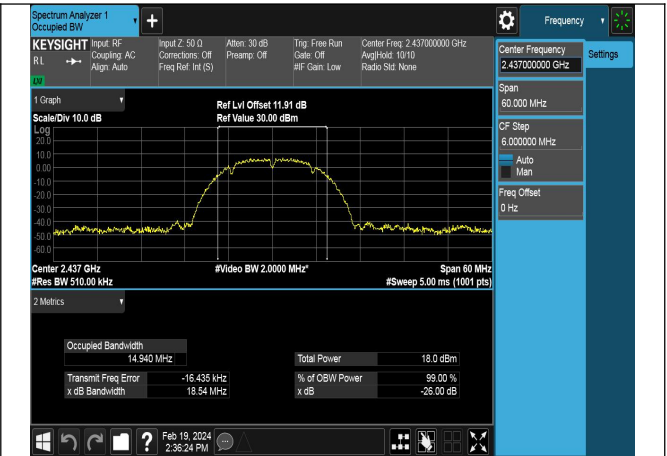 Spectrum Analyzer 1
Occupied BW
+
Frequency
KEYSIGHT
RL
Input: RF
Coupling: AC
Align: Auto
Input Z: 50 Ω
Corrections: Off
Freq Ref: Int (S)
Atten: 30 dB
Preamp: Off
Trig: Free Run
Gate: Off
#IF Gain: Low
Center Freq: 2.437000000 GHz
Avg|Hold: 10/10
Radio Std: None
Center Frequency
2.437000000 GHz
Settings
Span
60.000 MHz
CF Step
6.000000 MHz
Auto
Man
Freq Offset
0 Hz
1 Graph
Scale/Div 10.0 dB
Ref Lvl Offset 11.91 dB
Ref Value 30.00 dBm
Log
20.0
10.0
0.00
-10.0
-20.0
-30.0
-40.0
-50.0
-60.0
Center 2.437 GHz
#Res BW 510.00 kHz
#Video BW 2.0000 MHz*
Span 60 MHz
#Sweep 5.00 ms (1001 pts)
2 Metrics
Occupied Bandwidth
14.940 MHz
Total Power 18.0 dBm
Transmit Freq Error -16.435 kHz
% of OBW Power 99.00 %
x dB Bandwidth 18.54 MHz
x dB -26.00 dB
?
Feb 19, 2024
2:36:24 PM